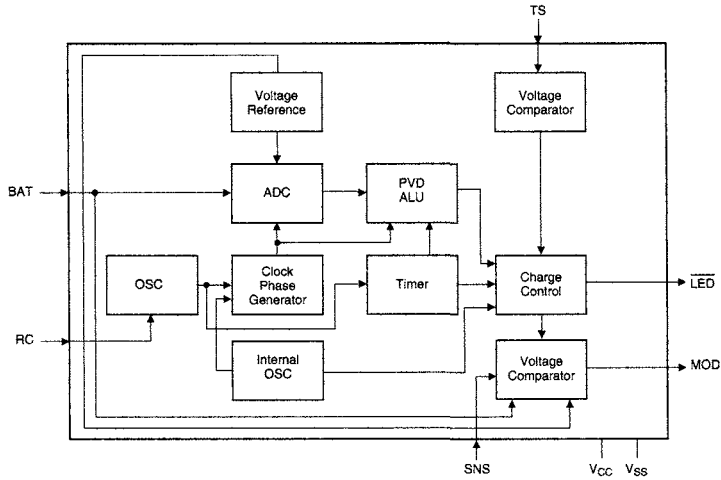 TS
Voltage
Reference
Voltage
Comparator
BAT
ADC
PVD
ALU
OSC
Clock
Phase
Generator
Timer
Charge
Control
LED
RC
Internal
OSC
Voltage
Comparator
MOD
SNS
VCC
VSS